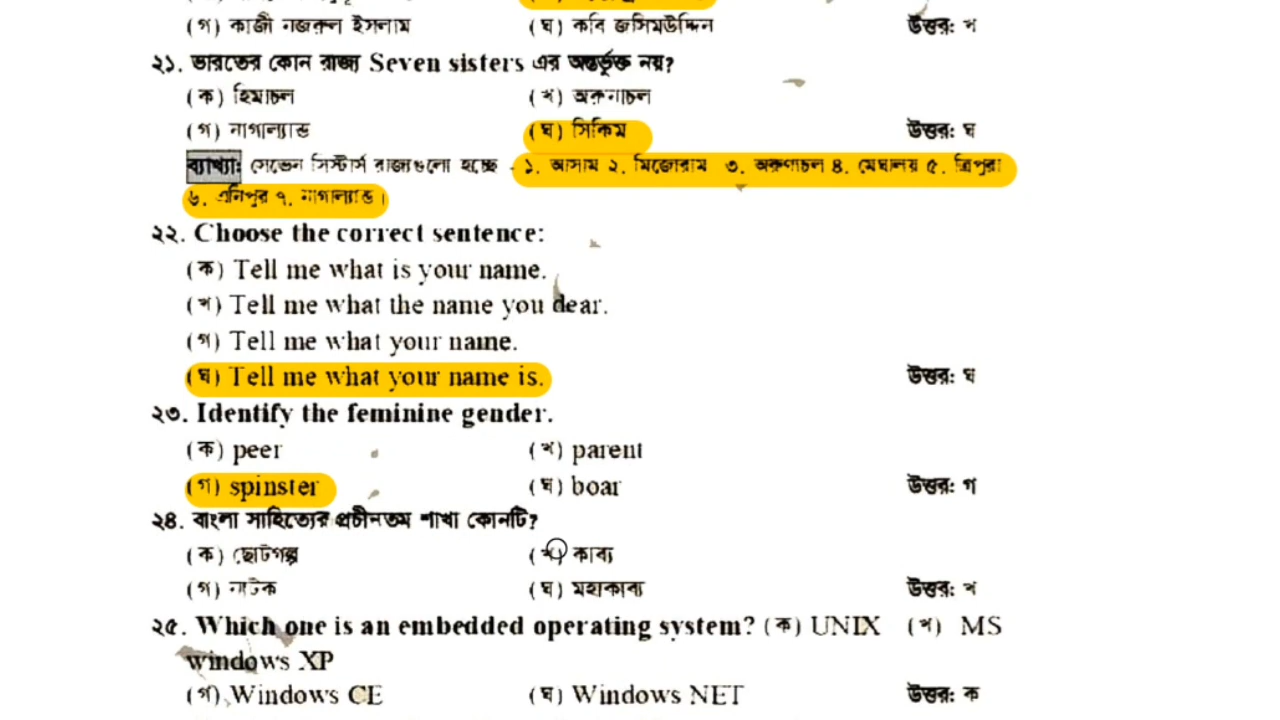 (গ) কাজী নজরুল ইসলাম (ঘ) কবি জসিমউদ্দিন উত্তর: খ
২১. ভারতের কোন রাজ্য Seven sisters এর অন্তর্ভুক্ত নয়?
(ক) হিমাচল (খ) অরুনাচল
(গ) নাগাল্যান্ড (ঘ) সিকিম উত্তর: ঘ
ব্যাখ্যা: সেভেন সিস্টার্স রাজ্যগুলো হচ্ছে - ১. আসাম ২. মিজোরাম ৩. অরুণাচল ৪. মেঘালয় ৫. ত্রিপুরা
৬. এনিপুর ৭. নাগাল্যান্ড।
২২. Choose the correct sentence:
(ক) Tell me what is your name.
(খ) Tell me what the name you dear.
(গ) Tell me what your name.
(ঘ) Tell me what your name is. উত্তর: ঘ
২৩. Identify the feminine gender.
(ক) peer (খ) parent
(গ) spinster (ঘ) boar উত্তর: গ
২৪. বাংলা সাহিত্যের প্রচীনতম শাখা কোনটি?
(ক) ছোটগল্প (খ) কাব্য
(গ) নাটক (ঘ) মহাকাব্য উত্তর: খ
২৫. Which one is an embedded operating system? (ক) UNIX (খ) MS
windows XP
(গ) Windows CE (ঘ) Windows NET উত্তর: ক